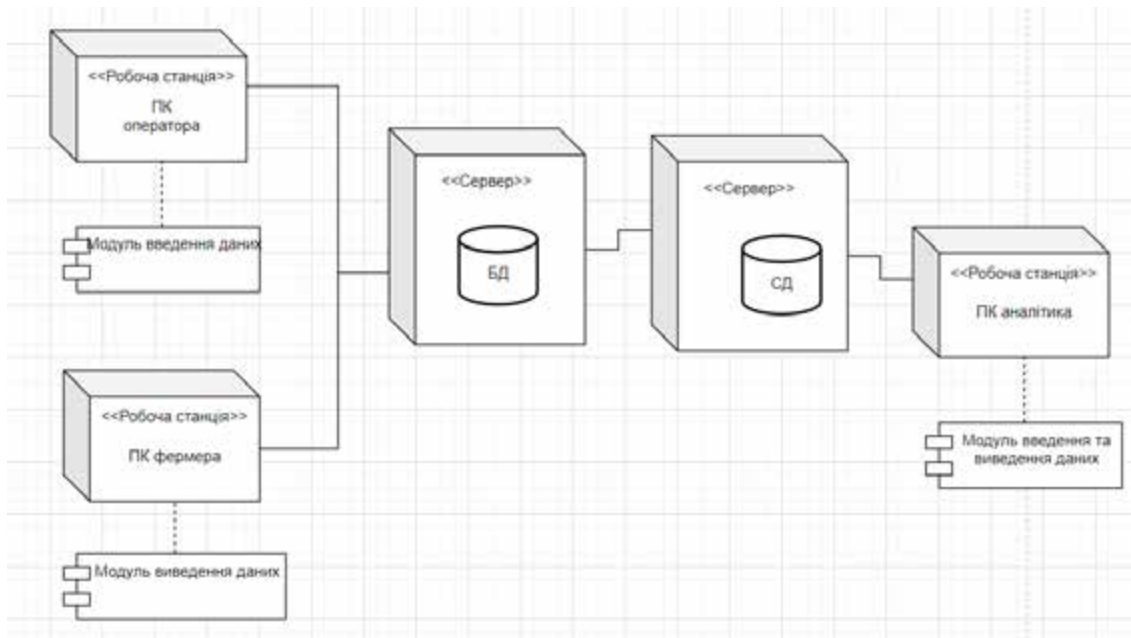 <<Робоча станція>>
ПК
оператора
Модуль введення даних
<<Робоча станція>>
ПК фермера
Модуль виведення даних
<<Сервер>>
БД
<<Сервер>>
СД
<<Робоча станція>>
ПК аналітика
Модуль введення та
виведення даних